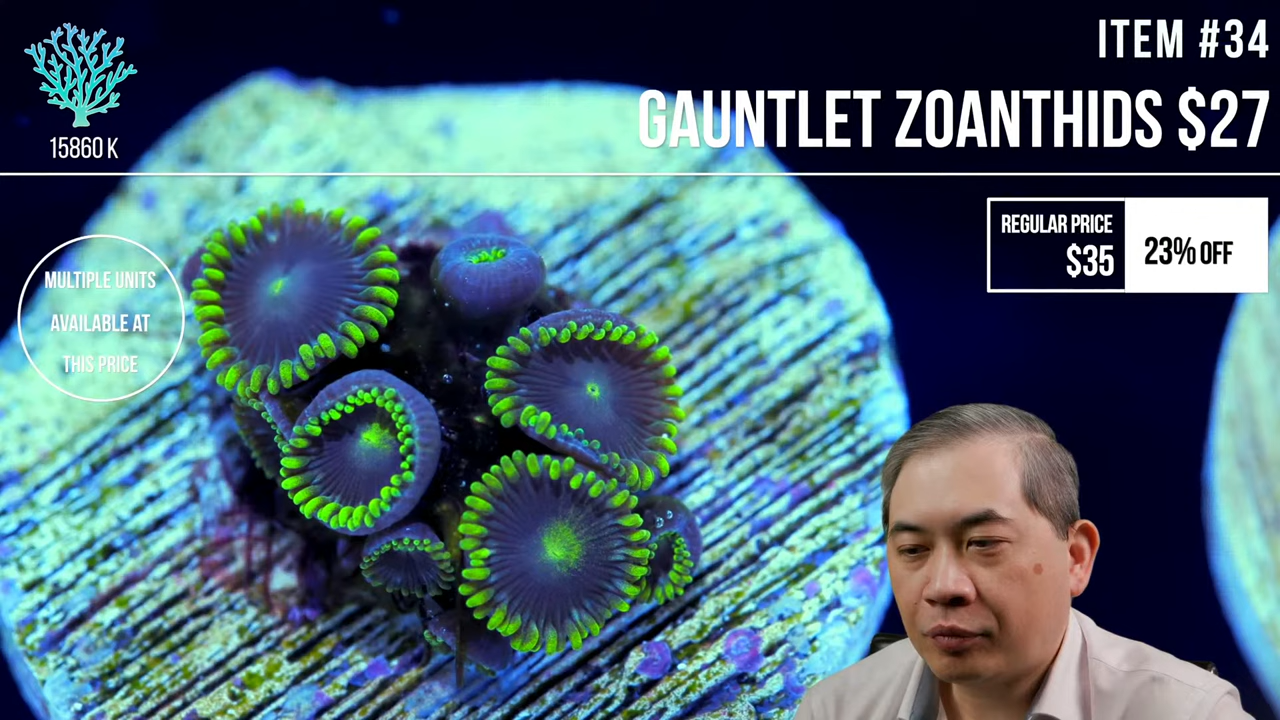 ITEM #34
GAUNTLET ZOANTHIDS $27
15860 K
REGULAR PRICE
$35
23% OFF
MULTIPLE UNITS
AVAILABLE AT
THIS PRICE